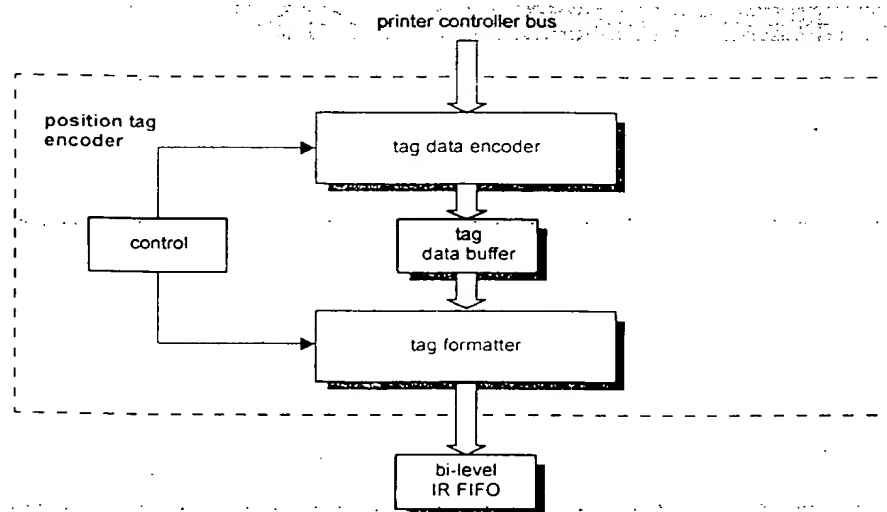 printer controller bus
position tag
encoder
tag data encoder
control
tag
data buffer
tag formatter
bi-level
IR FIFO